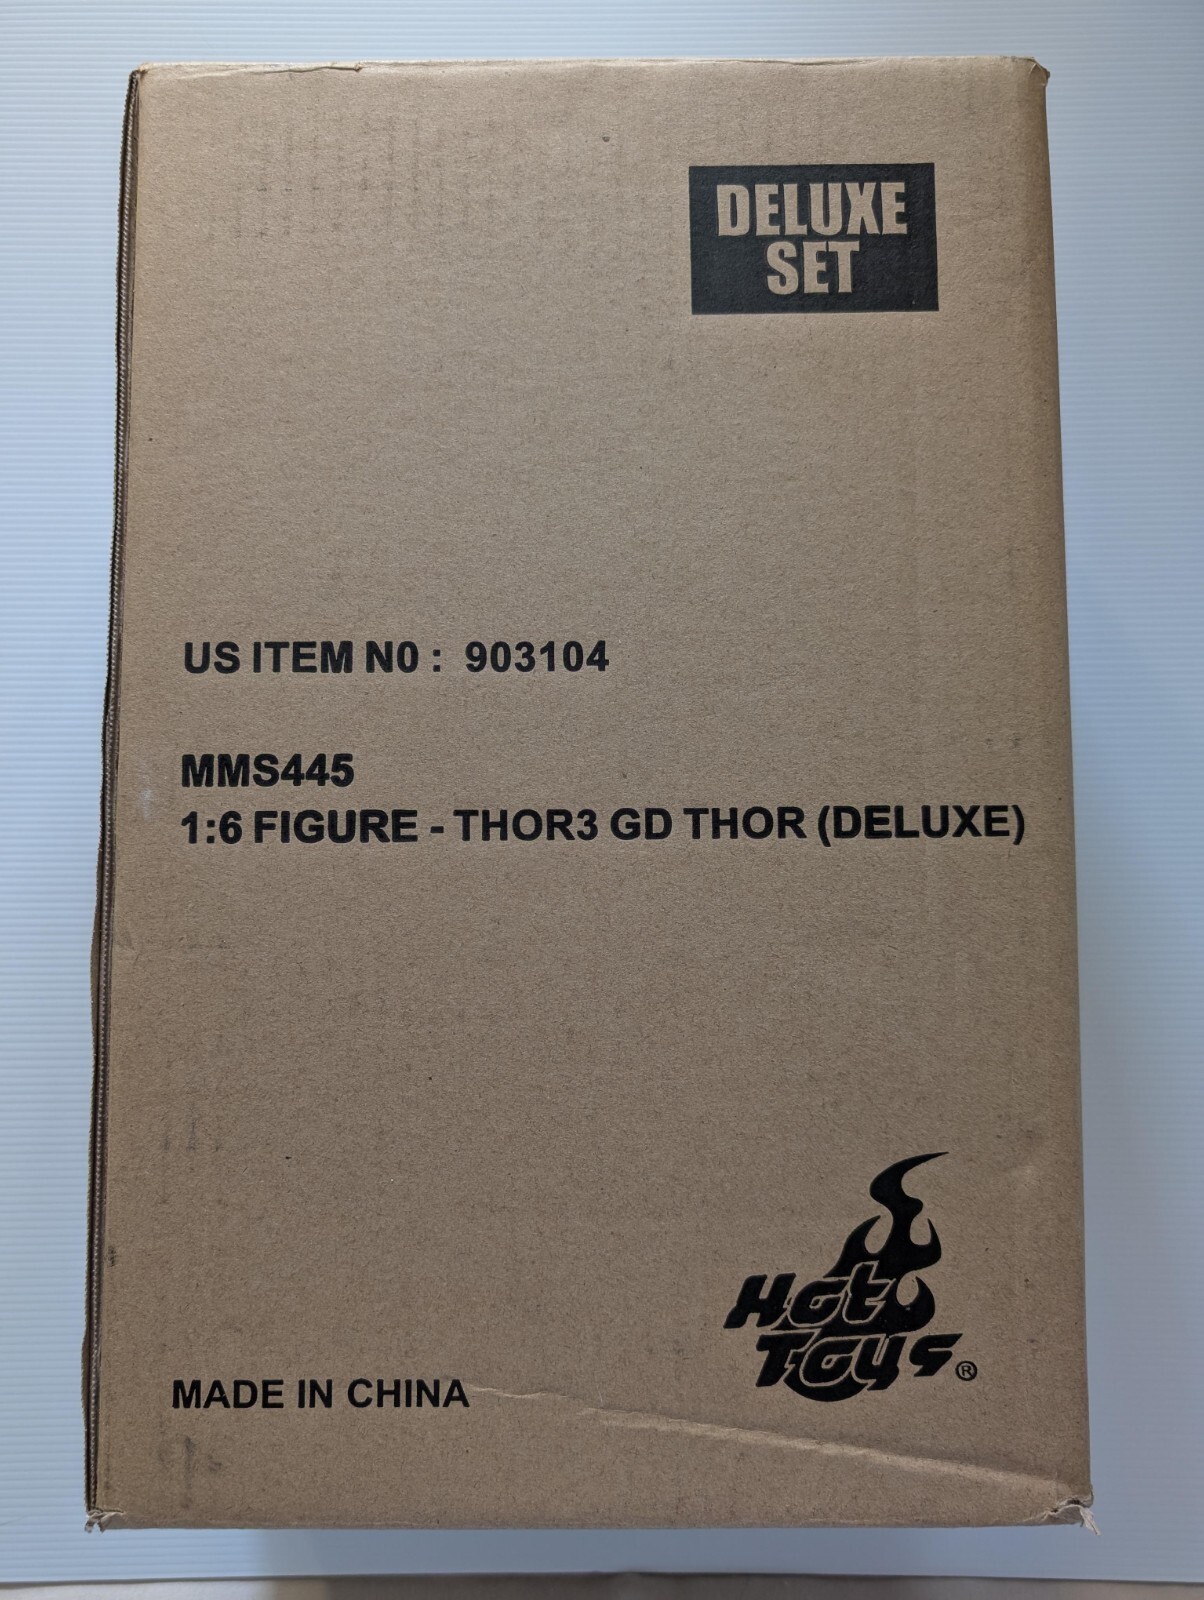 DELUXE
SET
US ITEM N0 : 903104
MMS445
1:6 FIGURE - THOR3 GD THOR (DELUXE)
Hot
Toys®
MADE IN CHINA